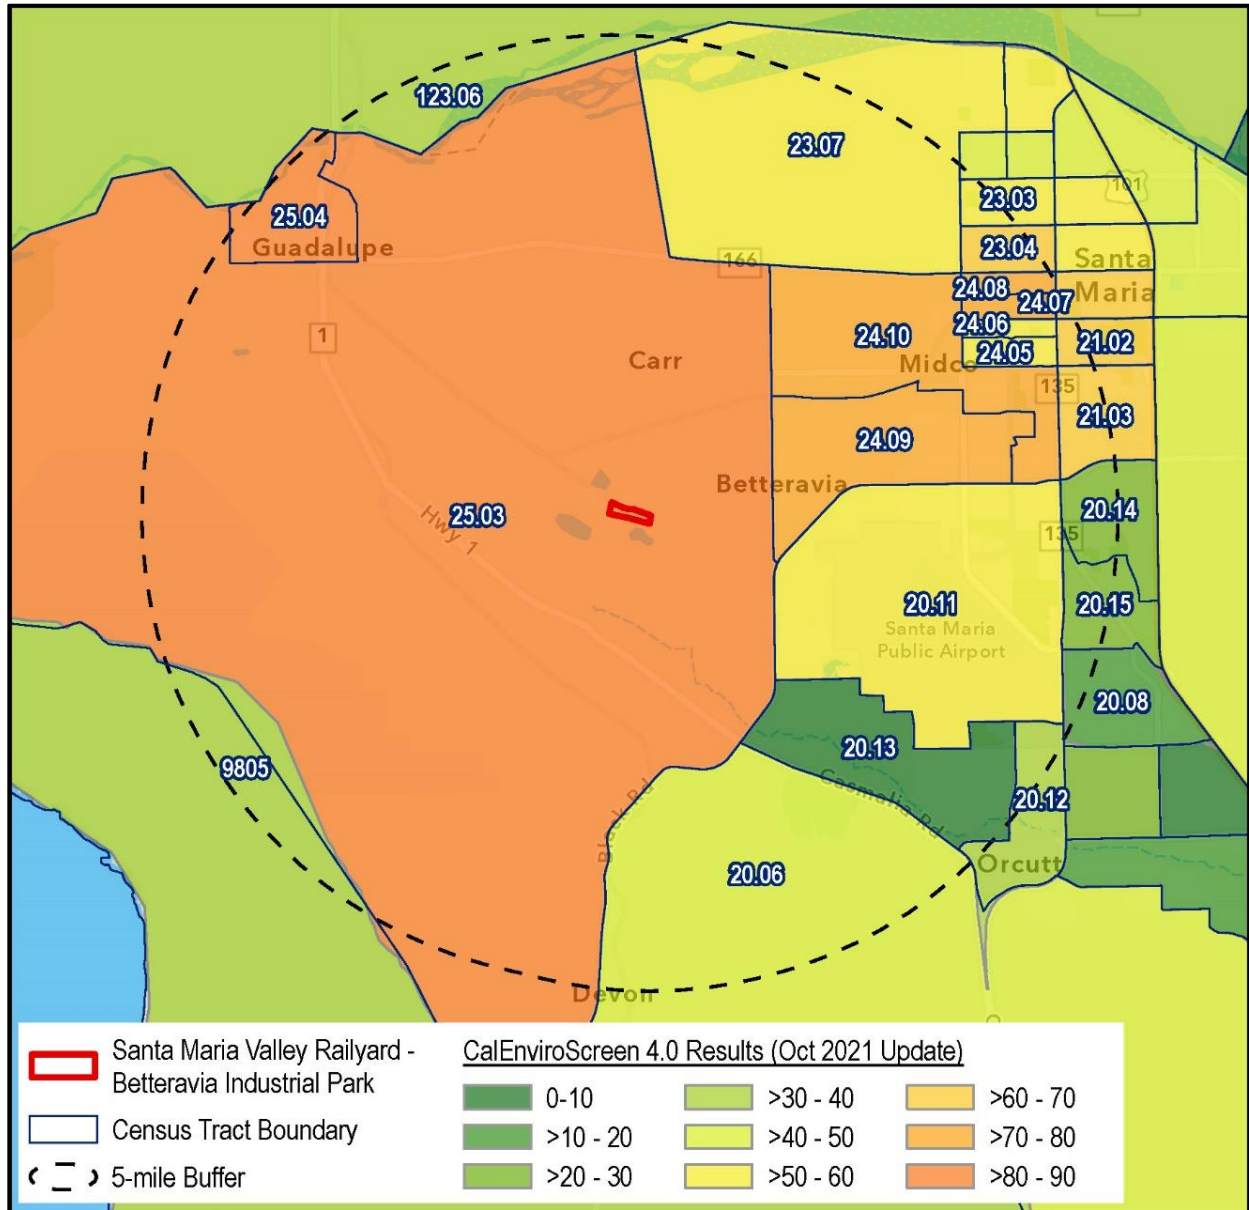 123.06
23.07
101
23.03
25.04
Guadalupe
23.04
166
Santa
Maria
24.08
24.07
1
24.10
24.06
21.02
Carr
24.05
Midco
135
21.03
24.09
Betteravia
20.14
25.03
Hwy 1
135
20.11
20.15
Santa Maria
Public Airport
20.08
20.13
9805
20.12
Casmalia Rd
Black Rd
20.06
Orcutt
Devon
Santa Maria Valley Railyard -
Betteravia Industrial Park
Census Tract Boundary
5-mile Buffer
CalEnviroScreen 4.0 Results (Oct 2021 Update)
0-10 >30 - 40 >60 - 70
>10 - 20 >40 - 50 >70 - 80
>20 - 30 >50 - 60 >80 - 90